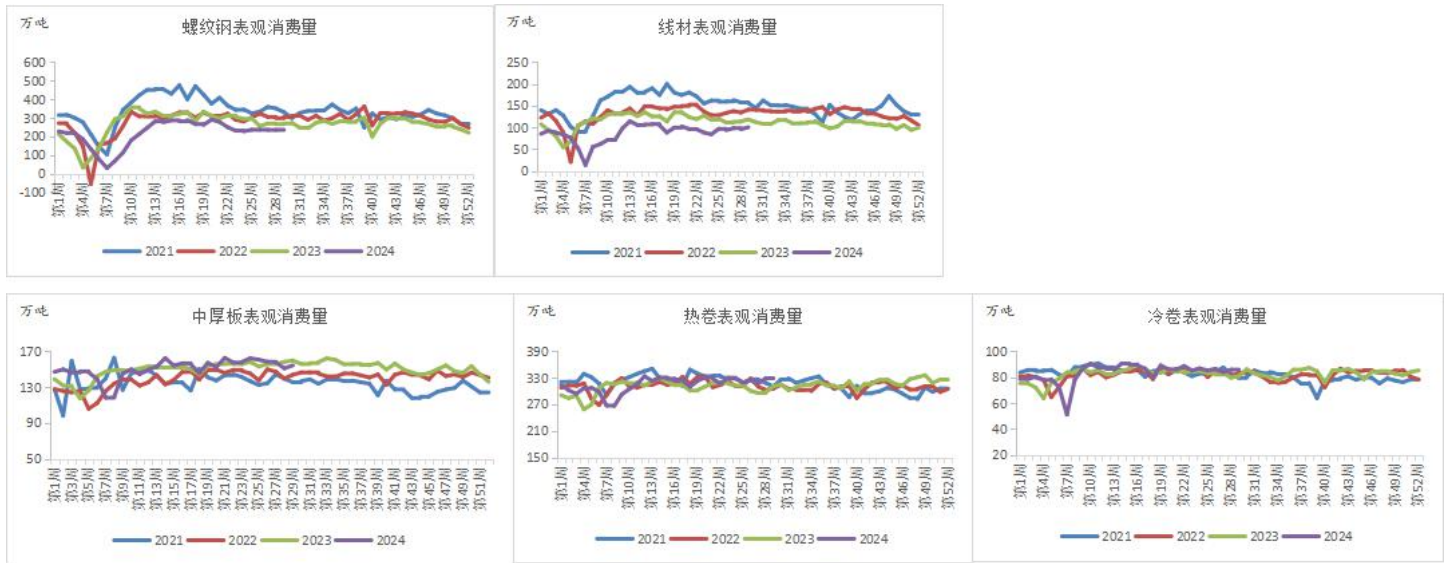 万吨
螺纹钢表观消费量
600
500
400
300
200
100
0
-100
第1周 第4周 第7周 第10周 第13周 第16周 第19周 第22周 第25周 第28周 第31周 第34周 第37周 第40周 第43周 第46周 第49周 第52周
2021 2022 2023 2024
万吨
线材表观消费量
250
200
150
100
50
0
第1周 第4周 第7周 第10周 第13周 第16周 第19周 第22周 第25周 第28周 第31周 第34周 第37周 第40周 第43周 第46周 第49周 第52周
2021 2022 2023 2024
万吨
中厚板表观消费量
170
130
90
50
第1周 第3周 第5周 第7周 第9周 第11周 第13周 第15周 第17周 第19周 第21周 第23周 第25周 第27周 第29周 第31周 第33周 第35周 第37周 第39周 第41周 第43周 第45周 第47周 第49周 第51周
2021 2022 2023 2024
万吨
热卷表观消费量
390
330
270
210
150
第1周 第4周 第7周 第10周 第13周 第16周 第19周 第22周 第25周 第28周 第31周 第34周 第37周 第40周 第43周 第46周 第49周 第52周
2021 2022 2023 2024
万吨
冷卷表观消费量
100
80
60
40
20
第1周 第4周 第7周 第10周 第13周 第16周 第19周 第22周 第25周 第28周 第31周 第34周 第37周 第40周 第43周 第46周 第49周 第52周
2021 2022 2023 2024